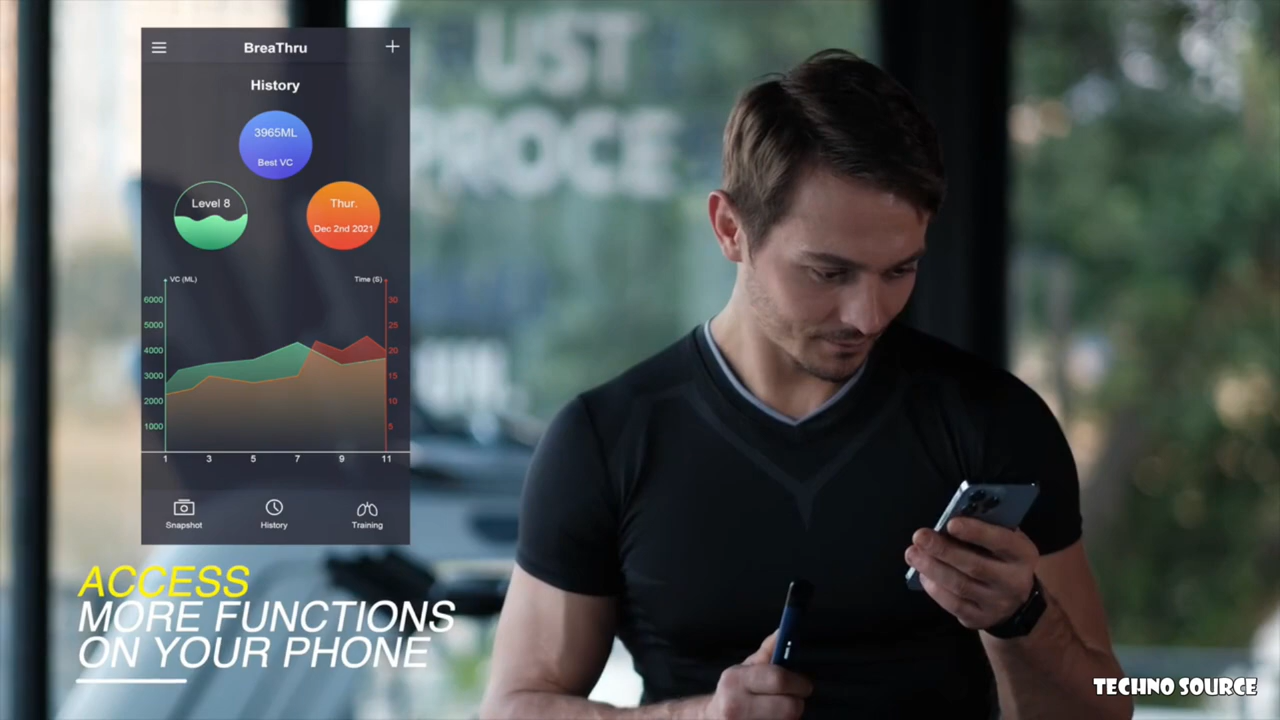 BreaThru
History
3965ML
Best VC
Level 8
Thur.
Dec 2nd 2021
VC (ML)
Time (S)
6000
5000
4000
3000
2000
1000
30
25
20
15
10
5
1 3 5 7 9 11
Snapshot History Training
ACCESS
MORE FUNCTIONS
ON YOUR PHONE
UST
PROCE
TECHNO SOURCE